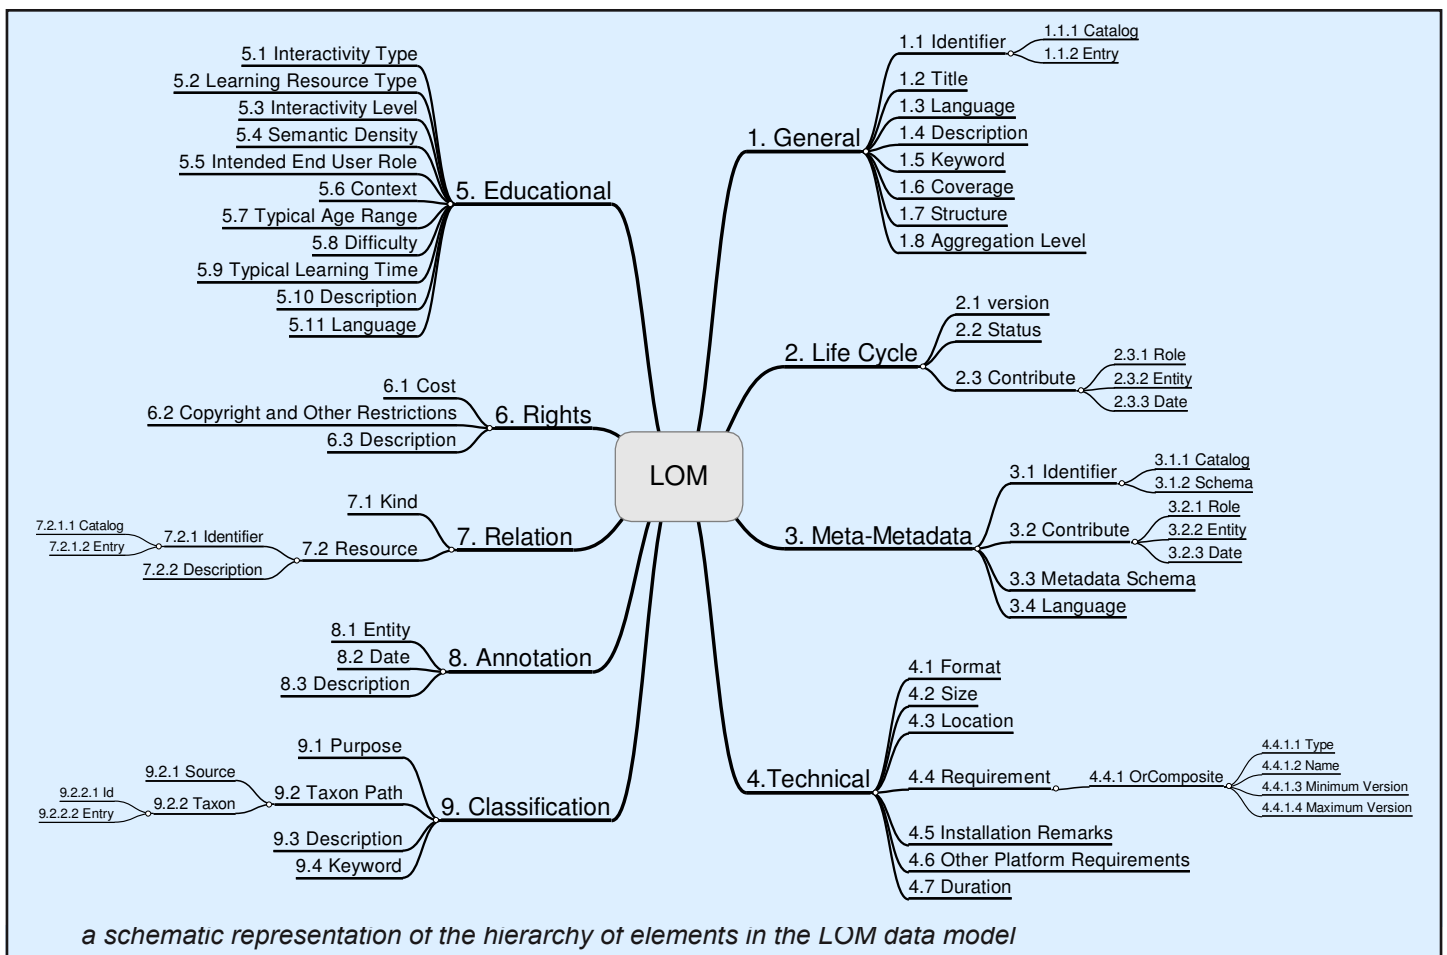 LOM
1. General
1.1 Identifier
1.1.1 Catalog
1.1.2 Entry
1.2 Title
1.3 Language
1.4 Description
1.5 Keyword
1.6 Coverage
1.7 Structure
1.8 Aggregation Level
2. Life Cycle
2.1 version
2.2 Status
2.3 Contribute
2.3.1 Role
2.3.2 Entity
2.3.3 Date
3. Meta-Metadata
3.1 Identifier
3.1.1 Catalog
3.1.2 Schema
3.2 Contribute
3.2.1 Role
3.2.2 Entity
3.2.3 Date
3.3 Metadata Schema
3.4 Language
4.Technical
4.1 Format
4.2 Size
4.3 Location
4.4 Requirement
4.4.1 OrComposite
4.4.1.1 Type
4.4.1.2 Name
4.4.1.3 Minimum Version
4.4.1.4 Maximum Version
4.5 Installation Remarks
4.6 Other Platform Requirements
4.7 Duration
5. Educational
5.1 Interactivity Type
5.2 Learning Resource Type
5.3 Interactivity Level
5.4 Semantic Density
5.5 Intended End User Role
5.6 Context
5.7 Typical Age Range
5.8 Difficulty
5.9 Typical Learning Time
5.10 Description
5.11 Language
6. Rights
6.1 Cost
6.2 Copyright and Other Restrictions
6.3 Description
7. Relation
7.1 Kind
7.2 Resource
7.2.1 Identifier
7.2.1.1 Catalog
7.2.1.2 Entry
7.2.2 Description
8. Annotation
8.1 Entity
8.2 Date
8.3 Description
9. Classification
9.1 Purpose
9.2 Taxon Path
9.2.1 Source
9.2.2 Taxon
9.2.2.1 Id
9.2.2.2 Entry
9.3 Description
9.4 Keyword
a schematic representation of the hierarchy of elements in the LOM data model